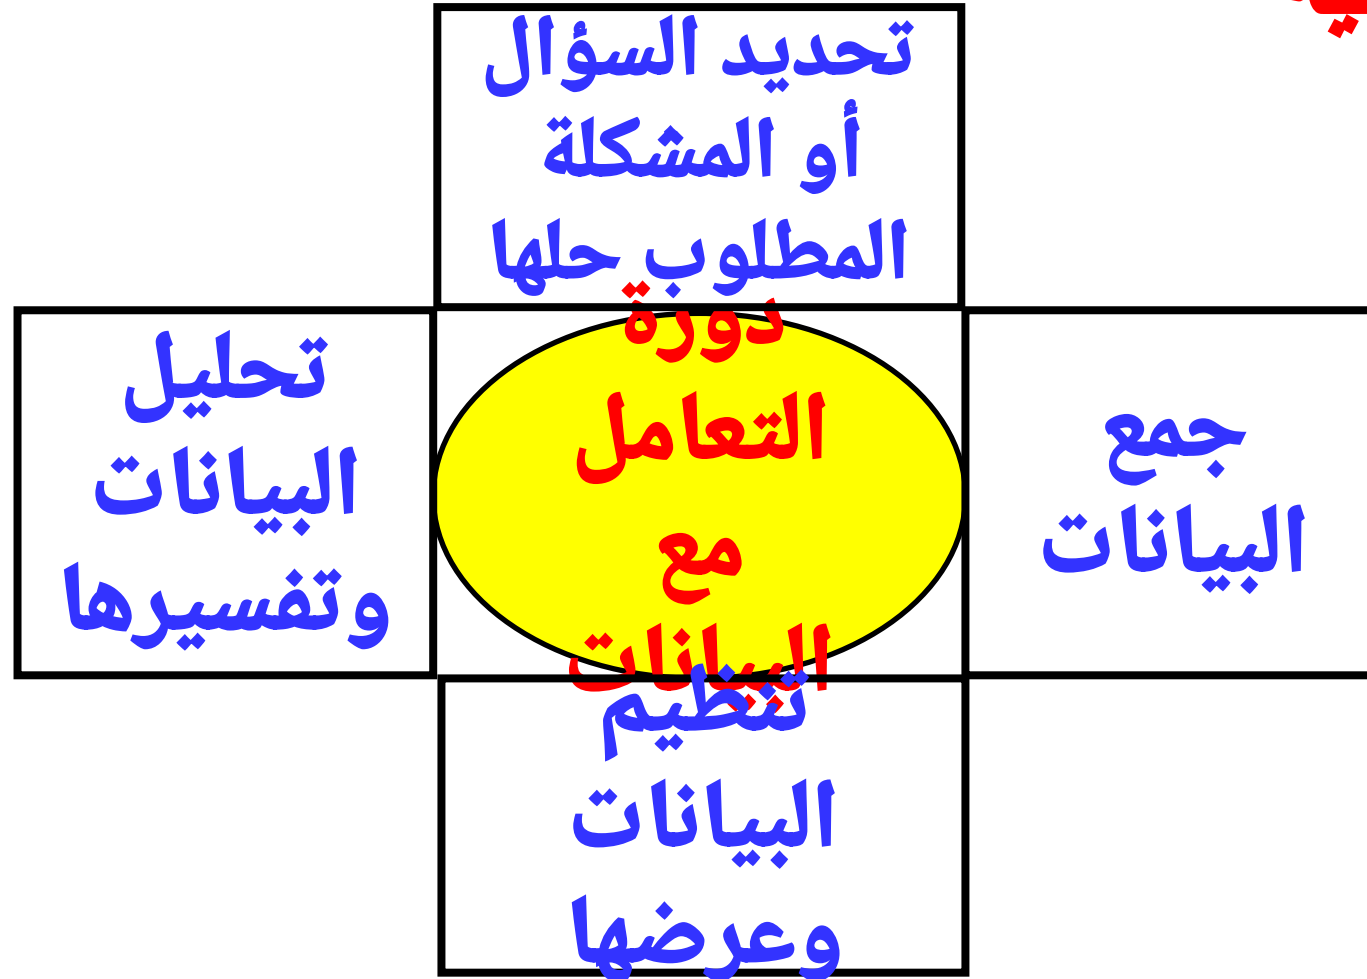 تحديد السؤال
أو المشكلة
المطلوب حلها
جمع
البيانات
دورة
التعامل
مع
البيانات
تحليل
البيانات
وتفسيرها
تنظيم
البيانات
وعرضها